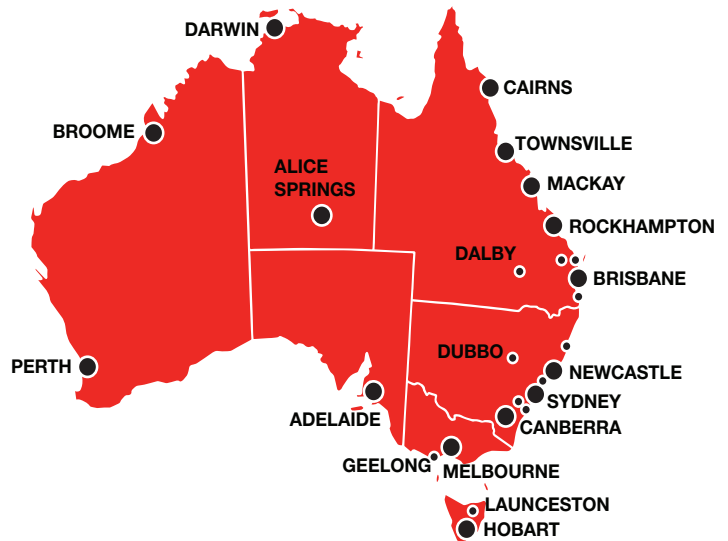 DARWIN
CAIRNS
BROOME
TOWNSVILLE
ALICE
SPRINGS
MACKAY
ROCKHAMPTON
DALBY
BRISBANE
DUBBO
PERTH
NEWCASTLE
SYDNEY
ADELAIDE
CANBERRA
GEELONG
MELBOURNE
LAUNCESTON
HOBART